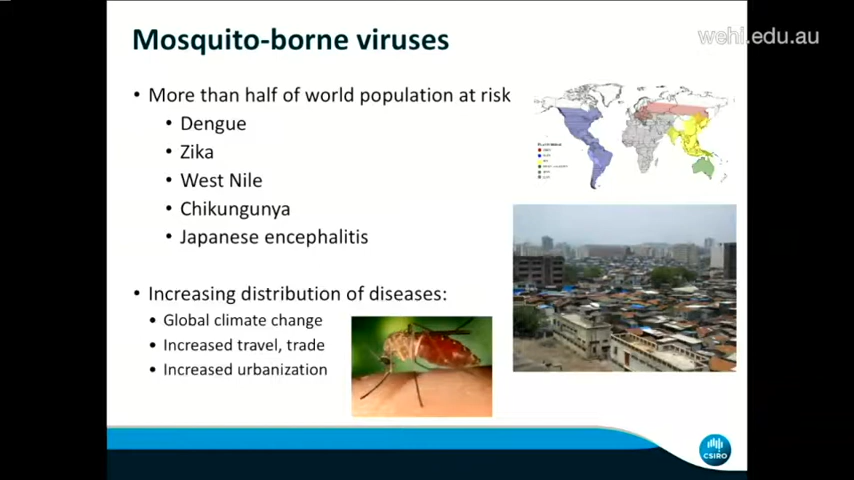 Mosquito-borne viruses
wehi.edu.au
• More than half of world population at risk
• Dengue
• Zika
• West Nile
• Chikungunya
• Japanese encephalitis
• Increasing distribution of diseases:
• Global climate change
• Increased travel, trade
• Increased urbanization
CSIRO